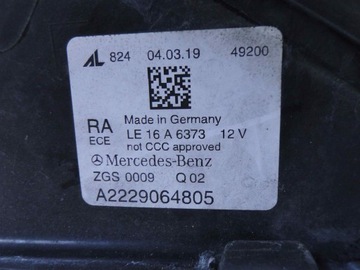 AL 824 04.03.19 49200
Made in Germany
RA LE 16 A 6373 12 V
ECE not CCC approved
Mercedes-Benz
ZGS 0009 Q 02
A2229064805